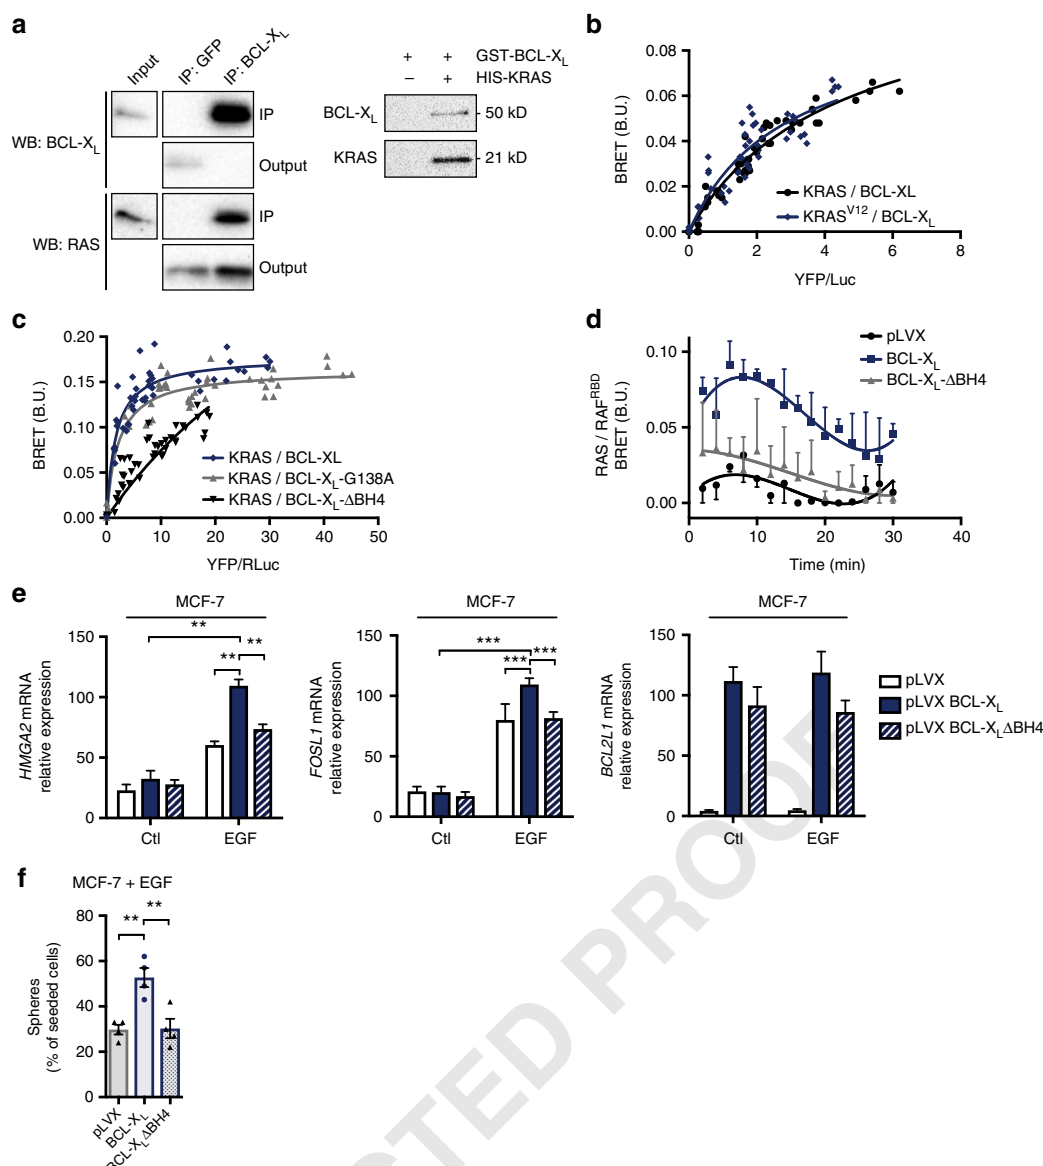 a
Input
IP: GFP
IP: BCL-XL
WB: BCL-XL
IP
Output
WB: RAS
IP
Output
+ + GST-BCL-XL
– + HIS-KRAS
BCL-XL
50 kD
KRAS
21 kD
b
BRET (B.U.)
0.08
0.06
0.04
0.02
0.00
KRAS / BCL-XL
KRASV12 / BCL-XL
0 2 4 6 8
YFP/Luc
c
BRET (B.U.)
0.20
0.15
0.10
0.05
0.00
KRAS / BCL-XL
KRAS / BCL-XL-G138A
KRAS / BCL-XL-ΔBH4
0 10 20 30 40 50
YFP/RLuc
d
RAS / RAFRBD
BRET (B.U.)
0.10
0.05
0.00
pLVX
BCL-XL
BCL-XL-ΔBH4
0 10 20 30 40
Time (min)
e
MCF-7
HMGA2 mRNA
relative expression
150
100
50
0
**
**
**
Ctl EGF
MCF-7
FOSL1 mRNA
relative expression
150
100
50
0
***
***
***
Ctl EGF
MCF-7
BCL2L1 mRNA
relative expression
150
100
50
0
Ctl EGF
pLVX
pLVX BCL-XL
pLVX BCL-XLΔBH4
f
MCF-7 + EGF
Spheres
(% of seeded cells)
80
60
40
20
0
** **
pLVX
BCL-XL
BCL-XLΔBH4
CTED PROOF